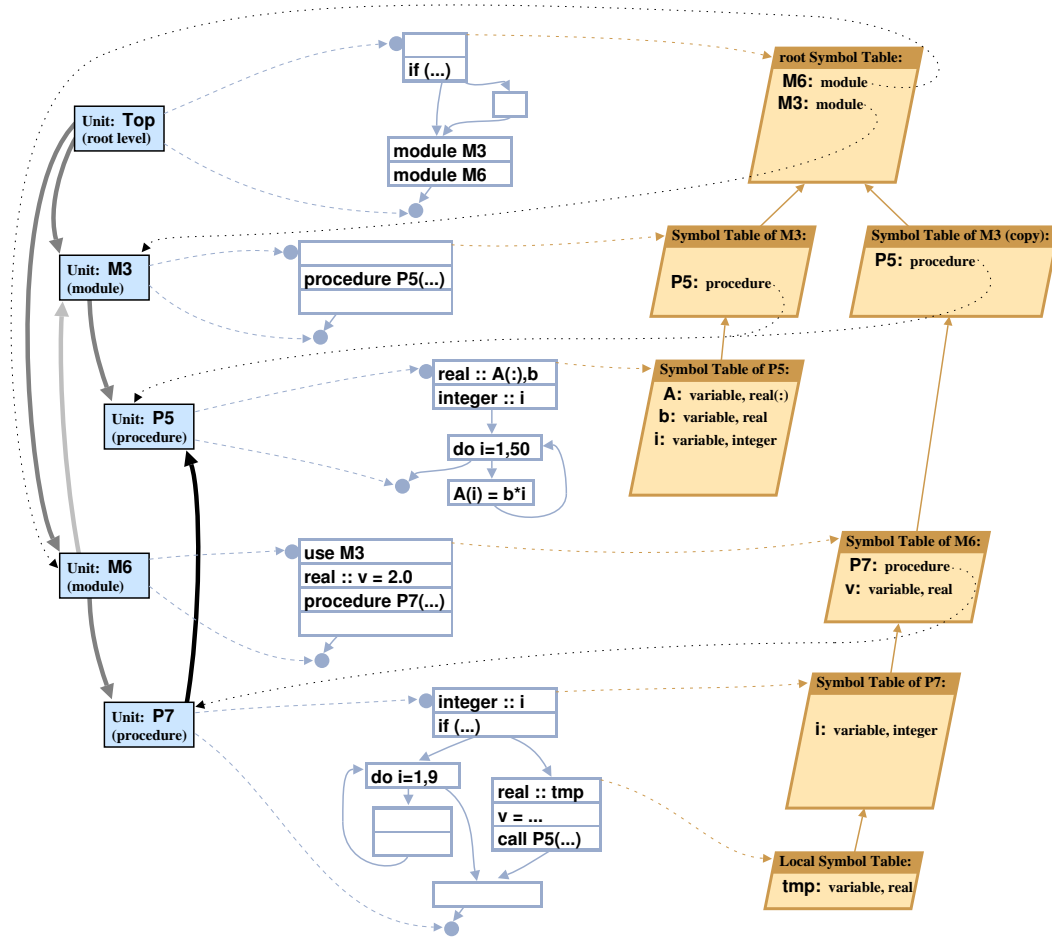 Unit: Top
(root level)
if (...)
module M3
module M6
root Symbol Table:
M6: module
M3: module
Unit: M3
(module)
procedure P5(...)
Symbol Table of M3:
P5: procedure
Symbol Table of M3 (copy):
P5: procedure
Unit: P5
(procedure)
real :: A(:),b
integer :: i
do i=1,50
A(i) = b*i
Symbol Table of P5:
A: variable, real(:)
b: variable, real
i: variable, integer
Unit: M6
(module)
use M3
real :: v = 2.0
procedure P7(...)
Symbol Table of M6:
P7: procedure
v: variable, real
Unit: P7
(procedure)
integer :: i
if (...)
do i=1,9
real :: tmp
v = ...
call P5(...)
Symbol Table of P7:
i: variable, integer
Local Symbol Table:
tmp: variable, real